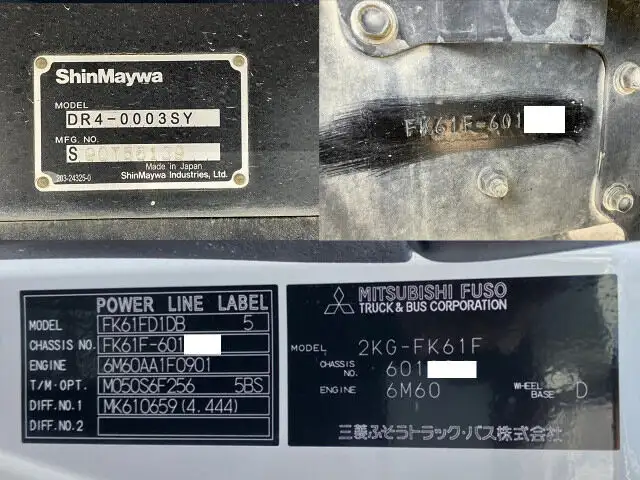 ShinMaywa
MODEL
DR4-0003SY
MFG. NO.
S
Made in Japan
203-24325-0
ShinMaywa Industries, Ltd.
FK61F-601
POWER LINE LABEL
MODEL FK61FD1DB 5
CHASSIS NO. FK61F-601
ENGINE 6M60AA1F0901
T/M·OPT. M050S6F256 5BS
DIFF.NO.1 MK610659(4.444)
DIFF.NO.2
MITSUBISHI FUSO
TRUCK & BUS CORPORATION
MODEL 2KG-FK61F
CHASSIS NO. 601
ENGINE 6M60 WHEEL BASE D
三菱ふそうトラック・バス株式会社